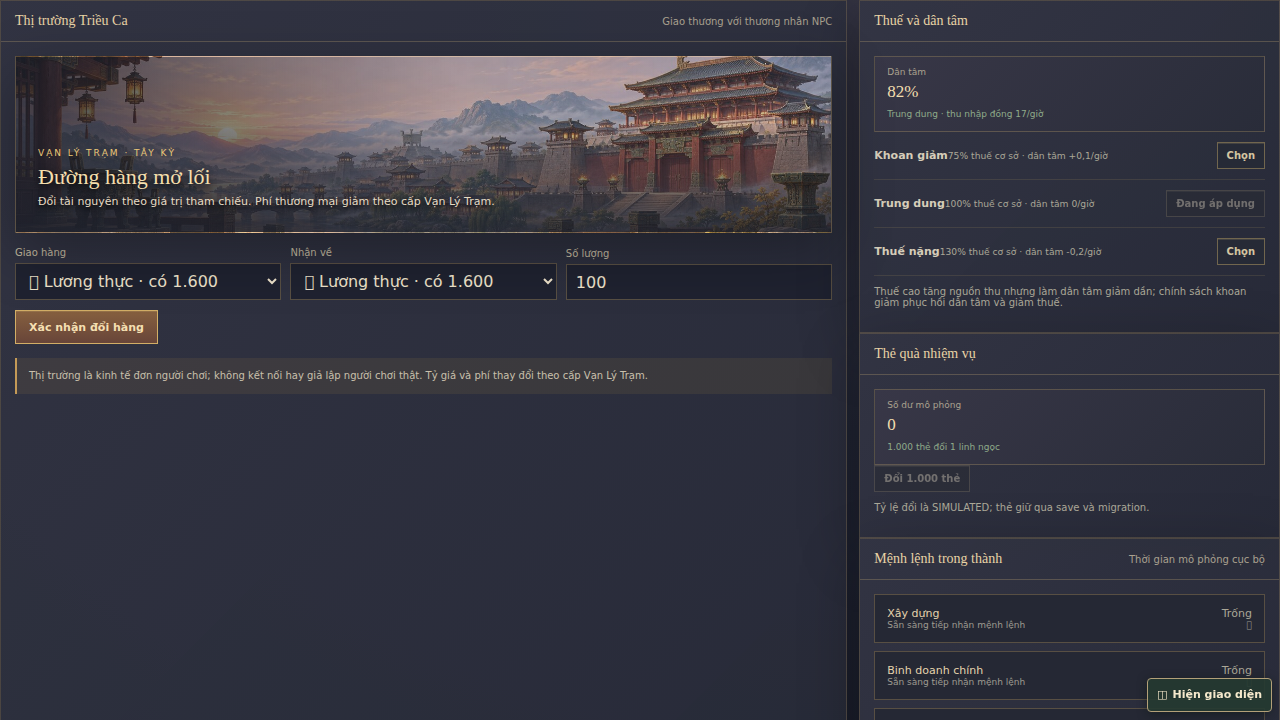 Thị trường Triều Ca
Giao thương với thương nhân NPC
VẠN LÝ TRẠM · TÂY KỲ
Đường hàng mở lối
Đổi tài nguyên theo giá trị tham chiếu. Phí thương mại giảm theo cấp Vạn Lý Trạm.
Giao hàng
Nhận về
Số lượng
Lương thực · có 1.600
Lương thực · có 1.600
100
Xác nhận đổi hàng
Thị trường là kinh tế đơn người chơi; không kết nối hay giả lập người chơi thật. Tỷ giá và phí thay đổi theo cấp Vạn Lý Trạm.
Thuế và dân tâm
Dân tâm
82%
Trung dung · thu nhập đồng 17/giờ
Khoan giảm75% thuế cơ sở · dân tâm +0,1/giờ
Chọn
Trung dung100% thuế cơ sở · dân tâm 0/giờ
Đang áp dụng
Thuế nặng130% thuế cơ sở · dân tâm -0,2/giờ
Chọn
Thuế cao tăng nguồn thu nhưng làm dân tâm giảm dần; chính sách khoan
giảm phục hồi dân tâm và giảm thuế.
Thẻ quà nhiệm vụ
Số dư mô phỏng
0
1.000 thẻ đổi 1 linh ngọc
Đổi 1.000 thẻ
Tỷ lệ đổi là SIMULATED; thẻ giữ qua save và migration.
Mệnh lệnh trong thành
Thời gian mô phỏng cục bộ
Xây dựng
Trống
Sẵn sàng tiếp nhận mệnh lệnh
Binh doanh chính
Trống
Sẵn sàng tiếp nhận mệnh lệnh
Hiện giao diện